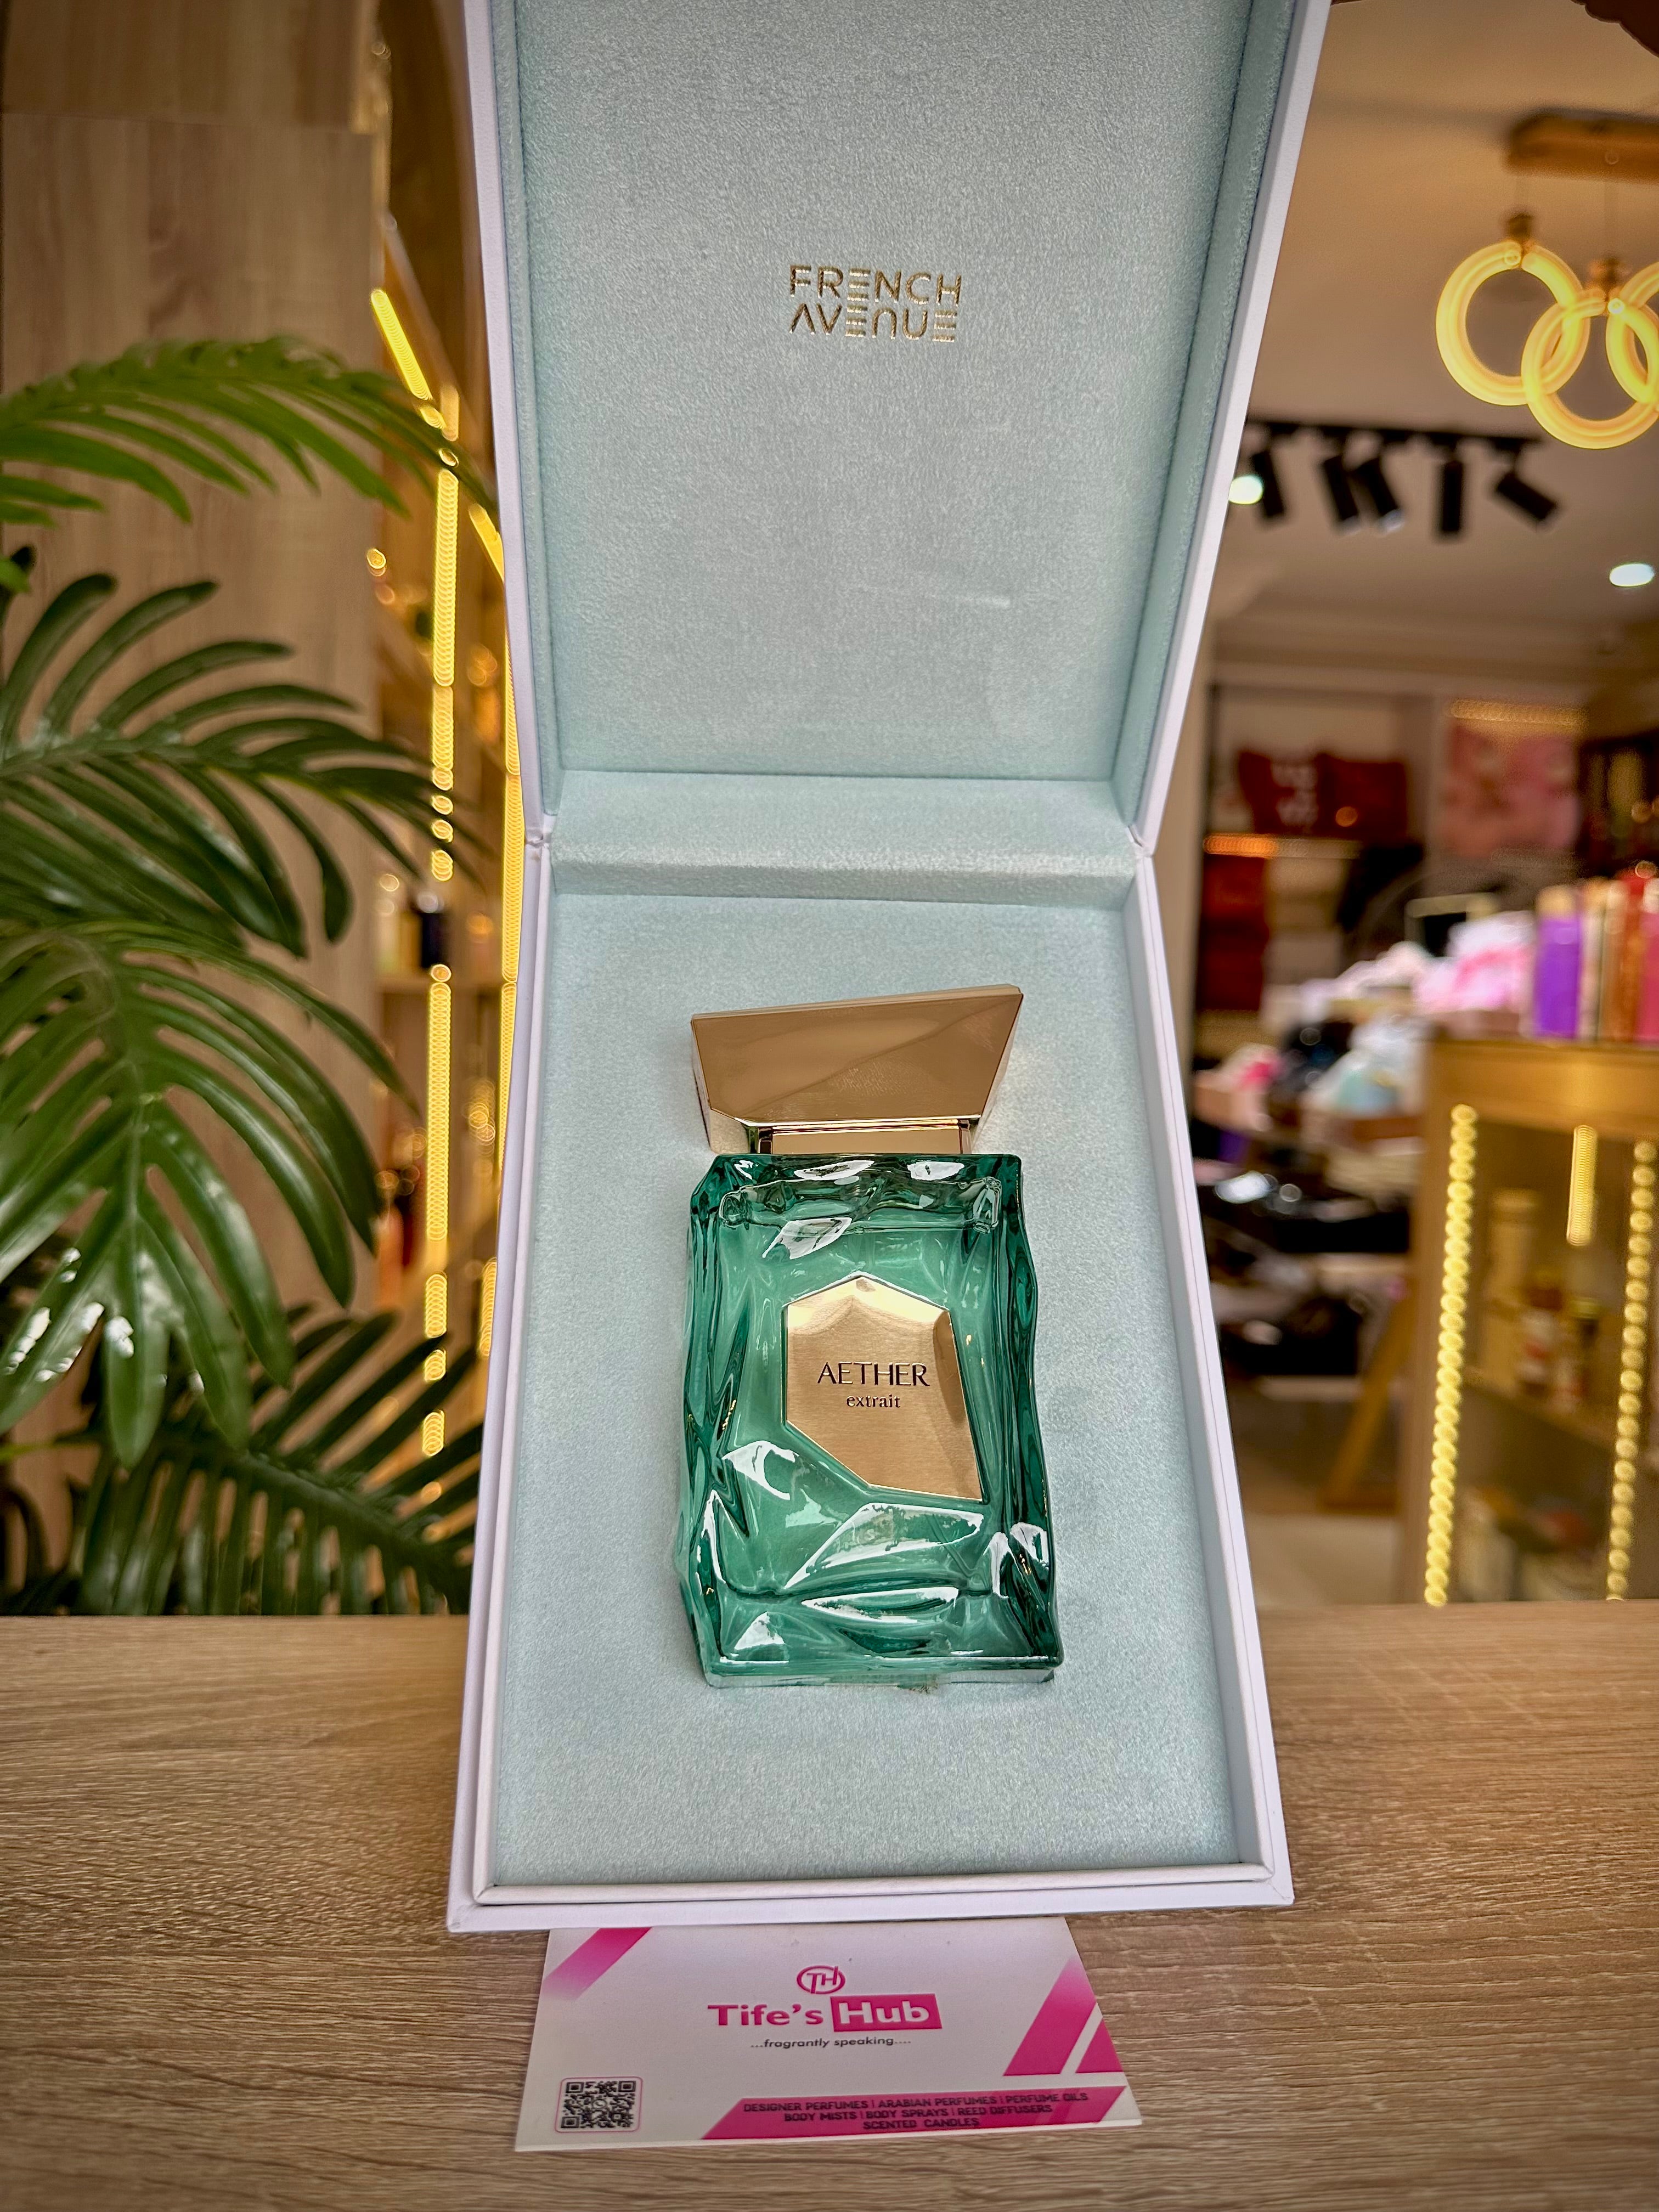 FRENCH
AVENUE
AETHER
extrait
TH
Tife's Hub
...fragrantly speaking....
DESIGNER PERFUMES | ARABIAN PERFUMES | PERFUME OILS
BODY MISTS | BODY SPRAYS | REED DIFFUSERS
SCENTED CANDLES